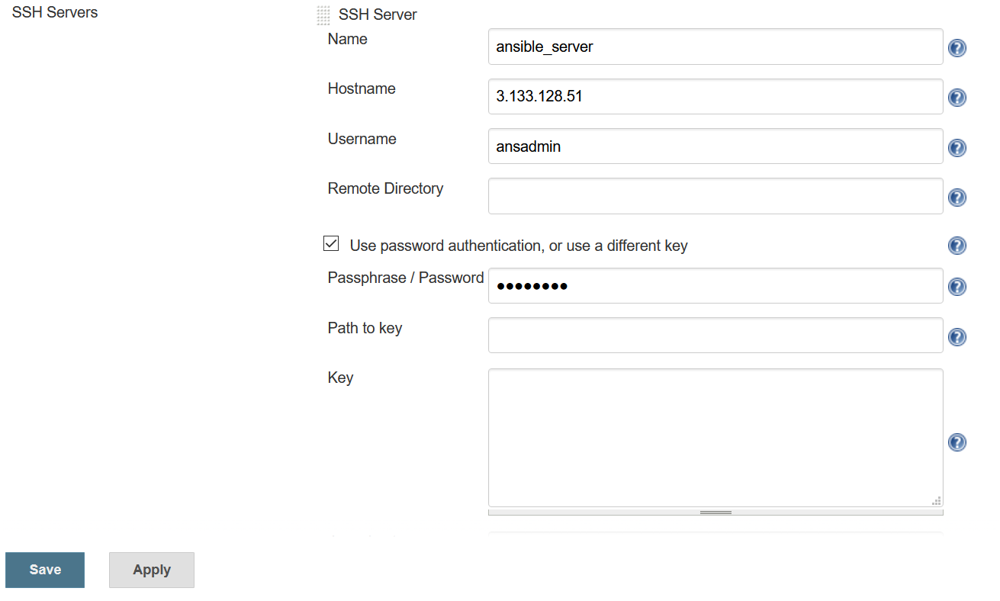 SSH Servers
SSH Server
Name
ansible_server
Hostname
3.133.128.51
Username
ansadmin
Remote Directory
Use password authentication, or use a different key
Passphrase / Password
••••••••
Path to key
Key
Save
Apply